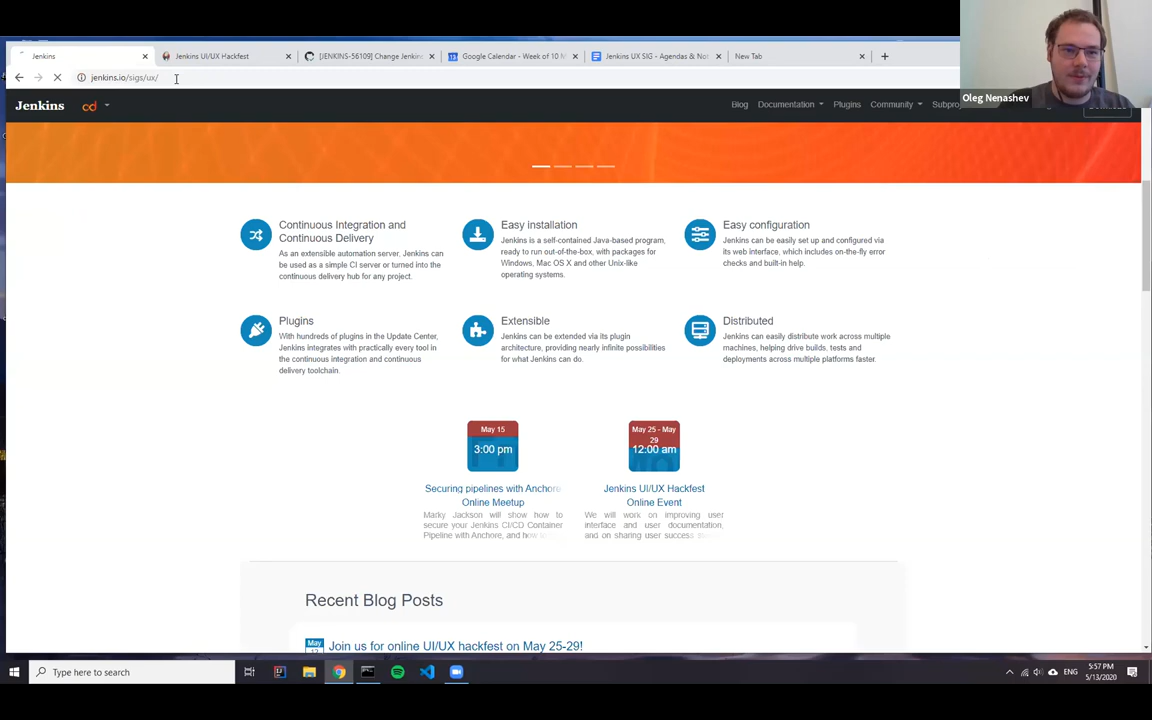 Jenkins
Jenkins UI/UX Hackfest
[JENKINS-56109] Change Jenkins
Google Calendar - Week of 10 M
Jenkins UX SIG - Agendas & Not
New Tab
jenkins.io/sigs/ux/
Oleg Nenashev
Jenkins
cd
Blog
Documentation
Plugins
Community
Subproj
Continuous Integration and
Continuous Delivery
As an extensible automation server, Jenkins can
be used as a simple CI server or turned into the
continuous delivery hub for any project.
Easy installation
Jenkins is a self-contained Java-based program,
ready to run out-of-the-box, with packages for
Windows, Mac OS X and other Unix-like
operating systems.
Easy configuration
Jenkins can be easily set up and configured via
its web interface, which includes on-the-fly error
checks and built-in help.
Plugins
With hundreds of plugins in the Update Center,
Jenkins integrates with practically every tool in
the continuous integration and continuous
delivery toolchain.
Extensible
Jenkins can be extended via its plugin
architecture, providing nearly infinite possibilities
for what Jenkins can do.
Distributed
Jenkins can easily distribute work across multiple
machines, helping drive builds, tests and
deployments across multiple platforms faster.
May 15
3:00 pm
Securing pipelines with Anchore
Online Meetup
Marky Jackson will show how to
secure your Jenkins CI/CD Container
Pipeline with Anchore, and how
May 25 - May
29
12:00 am
Jenkins UI/UX Hackfest
Online Event
We will work on improving user
interface and user documentation,
and on sharing user success
Recent Blog Posts
May
Join us for online UI/UX hackfest on May 25-29!
Type here to search
ENG
5:57 PM
5/13/2020